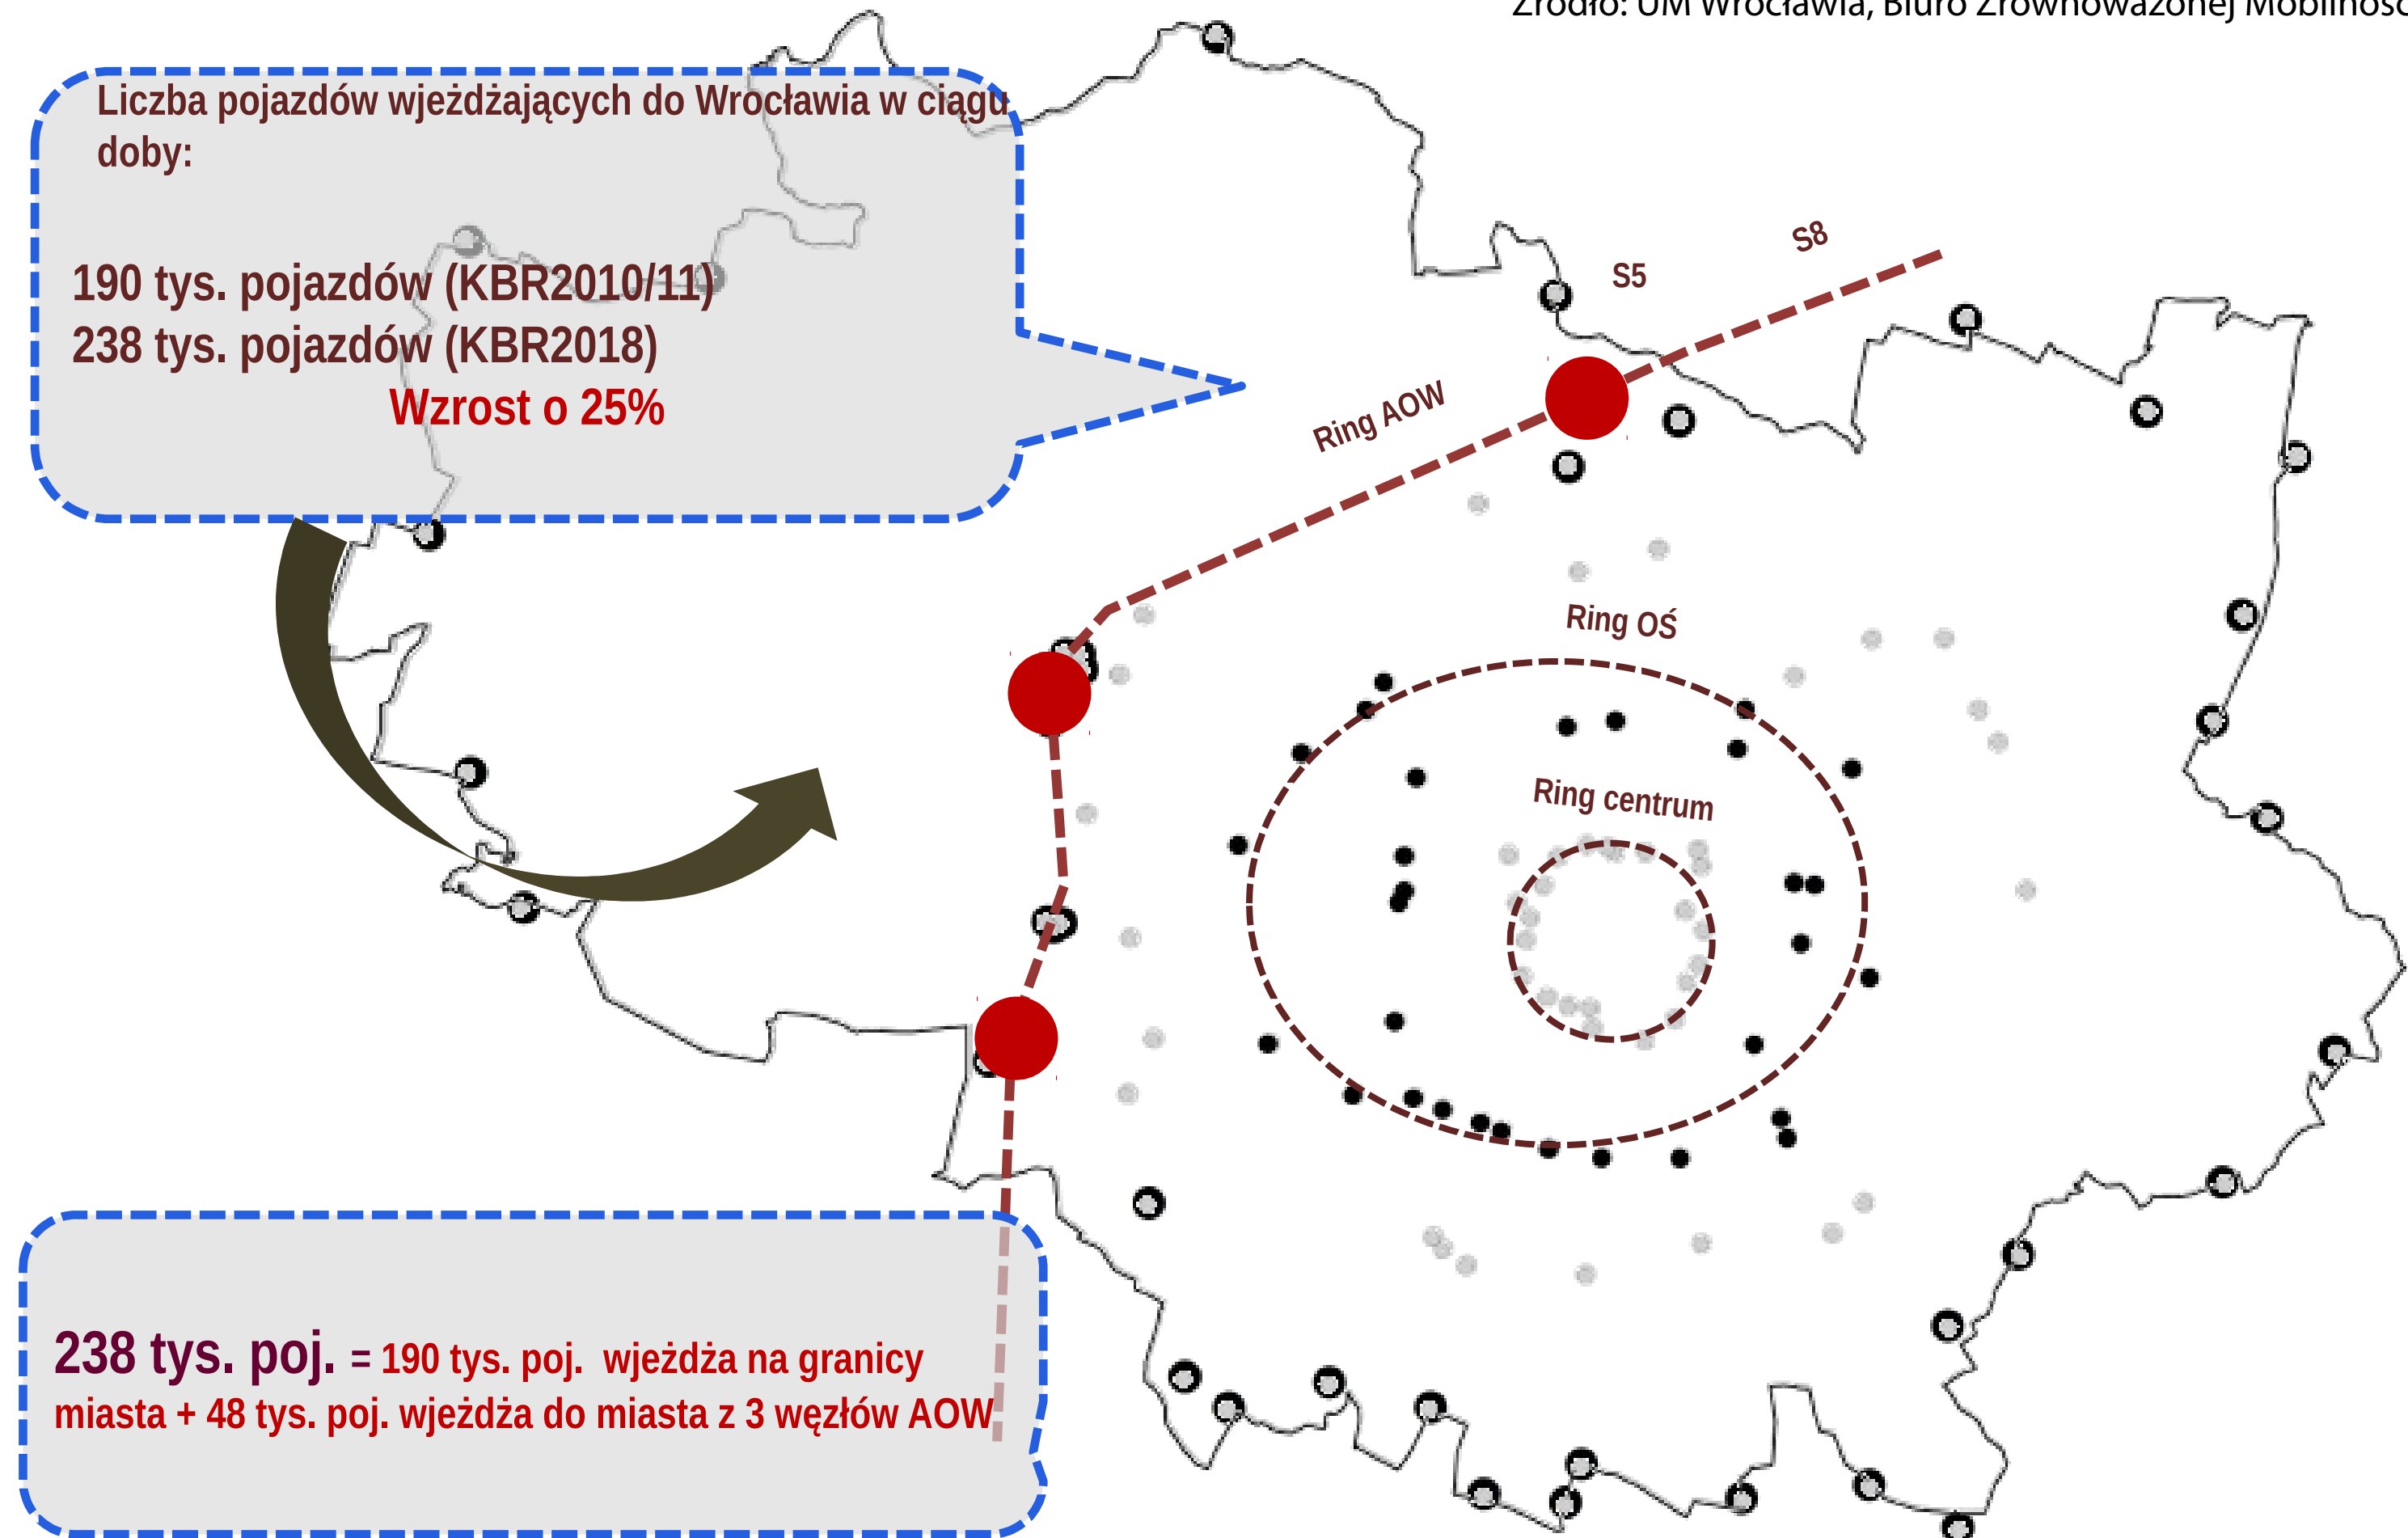 Źródło: UM Wrocławia, Biuro Zrównoważonej Mobilnośc
Liczba pojazdów wjeżdżających do Wrocławia w ciągu
doby:
190 tys. pojazdów (KBR2010/11)
238 tys. pojazdów (KBR2018)
Wzrost o 25%
S8
S5
Ring AOW
Ring OŚ
Ring centrum
238 tys. poj. = 190 tys. poj. wjeżdża na granicy
miasta + 48 tys. poj. wjeżdża do miasta z 3 węzłów AOW